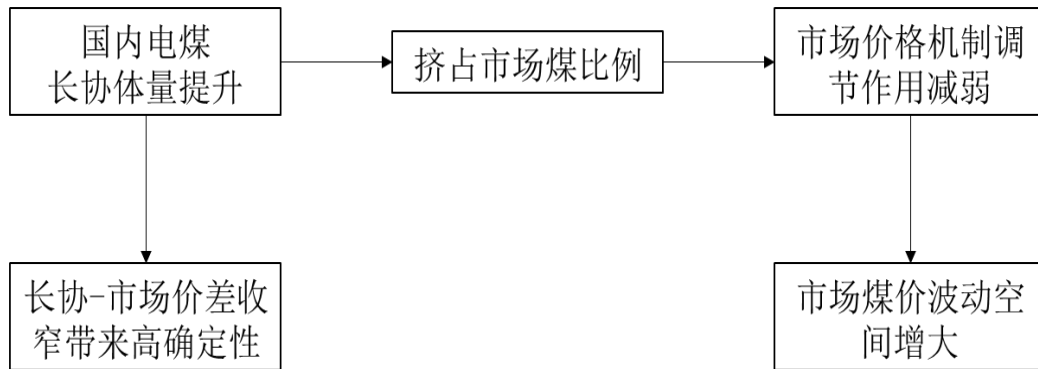 国内电煤
长协体量提升
挤占市场煤比例
市场价格机制调
节作用减弱
长协-市场价差收
窄带来高确定性
市场煤价波动空
间增大